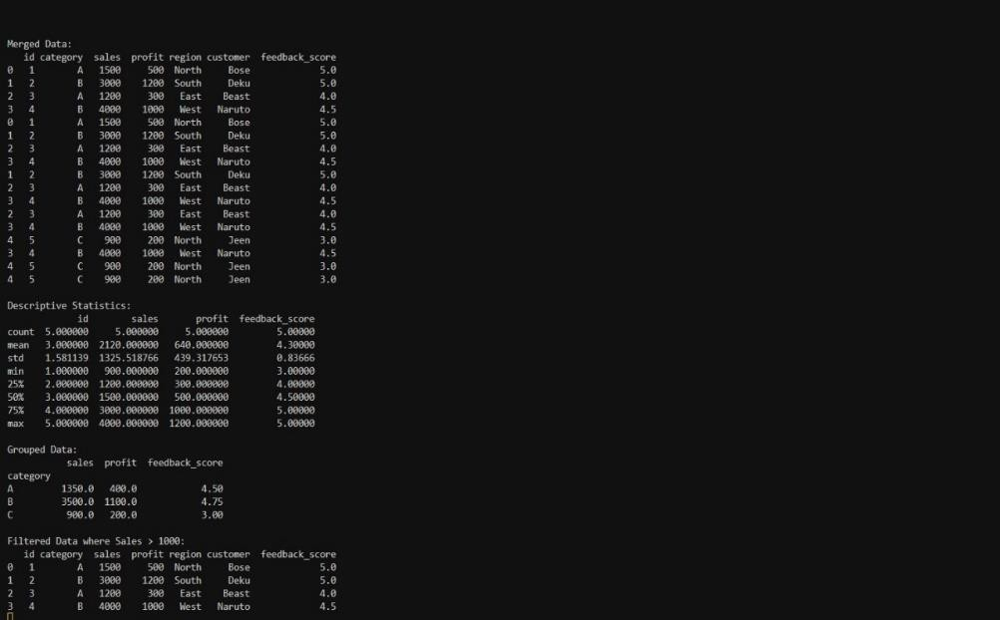 Merged Data:
id category sales profit region customer feedback_score
0 1 A 1500 500 North Bose 5.0
1 2 B 3000 1200 South Deku 5.0
2 3 A 1200 300 East Beast 4.0
3 4 B 4000 1000 West Naruto 4.5
0 1 A 1500 500 North Bose 5.0
1 2 B 3000 1200 South Deku 5.0
2 3 A 1200 300 East Beast 4.0
3 4 B 4000 1000 West Naruto 4.5
1 2 B 3000 1200 South Deku 5.0
2 3 A 1200 300 East Beast 4.0
3 4 B 4000 1000 West Naruto 4.5
2 3 A 1200 300 East Beast 4.0
3 4 B 4000 1000 West Naruto 4.5
4 5 C 900 200 North Jeen 3.0
3 4 B 4000 1000 West Naruto 4.5
4 5 C 900 200 North Jeen 3.0
4 5 C 900 200 North Jeen 3.0
Descriptive Statistics:
id sales profit feedback_score
count 5.000000 5.000000 5.000000 5.00000
mean 3.000000 2120.000000 640.000000 4.30000
std 1.581139 1325.518766 439.317653 0.83666
min 1.000000 900.000000 200.000000 3.00000
25% 2.000000 1200.000000 300.000000 4.00000
50% 3.000000 1500.000000 500.000000 4.50000
75% 4.000000 3000.000000 1000.000000 5.00000
max 5.000000 4000.000000 1200.000000 5.00000
Grouped Data:
sales profit feedback_score
category
A 1350.0 400.0 4.50
B 3500.0 1100.0 4.75
C 900.0 200.0 3.00
Filtered Data where Sales > 1000:
id category sales profit region customer feedback_score
0 1 A 1500 500 North Bose 5.0
1 2 B 3000 1200 South Deku 5.0
2 3 A 1200 300 East Beast 4.0
3 4 B 4000 1000 West Naruto 4.5